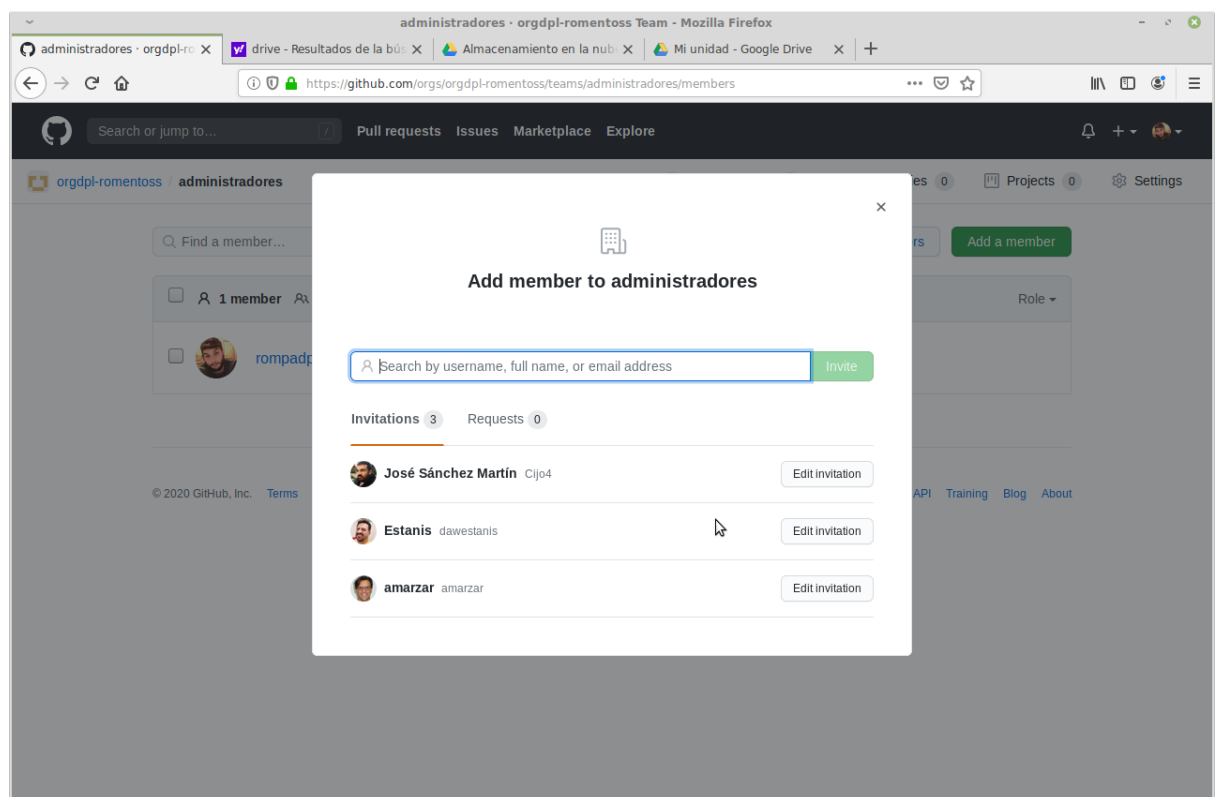 administradores · orgdpl-romentoss Team - Mozilla Firefox
administradores · orgdpl-ro
drive - Resultados de la bús
Almacenamiento en la nub
Mi unidad - Google Drive
https://github.com/orgs/orgdpl-romentoss/teams/administradores/members
Search or jump to... /
Pull requests Issues Marketplace Explore
orgdpl-romentoss / administradores
es 0 Projects 0 Settings
Find a member…
rs Add a member
1 member
Role
rompadp
Add member to administradores
Search by username, full name, or email address Invite
Invitations 3 Requests 0
José Sánchez Martín Cijo4 Edit invitation
Estanis dawestanis Edit invitation
amarzar amarzar Edit invitation
© 2020 GitHub, Inc. Terms
API Training Blog About